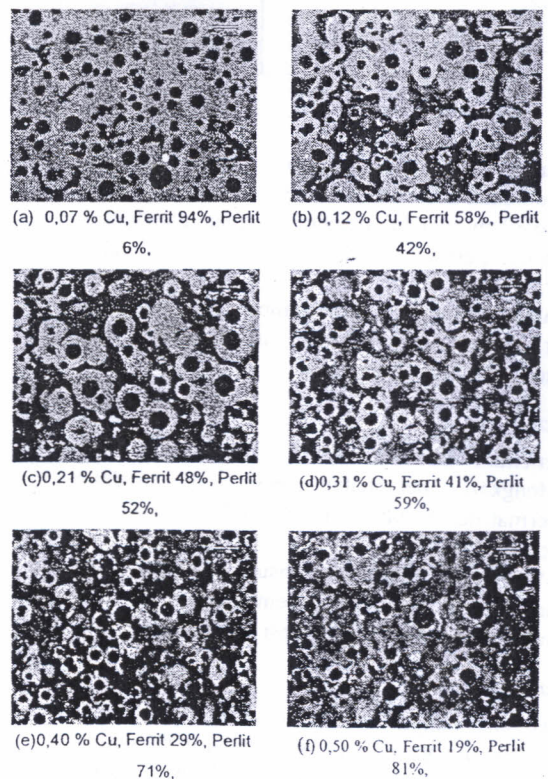 (a) 0,07 % Cu, Ferrit 94%, Perlit
6%,
(b) 0,12 % Cu, Ferrit 58%, Perlit
42%,
(c)0,21 % Cu, Ferrit 48%, Perlit
52%,
(d)0,31 % Cu, Ferrit 41%, Perlit
59%,
(e)0,40 % Cu, Ferrit 29%, Perlit
71%,
(f) 0,50 % Cu, Ferrit 19%, Perlit
81%,